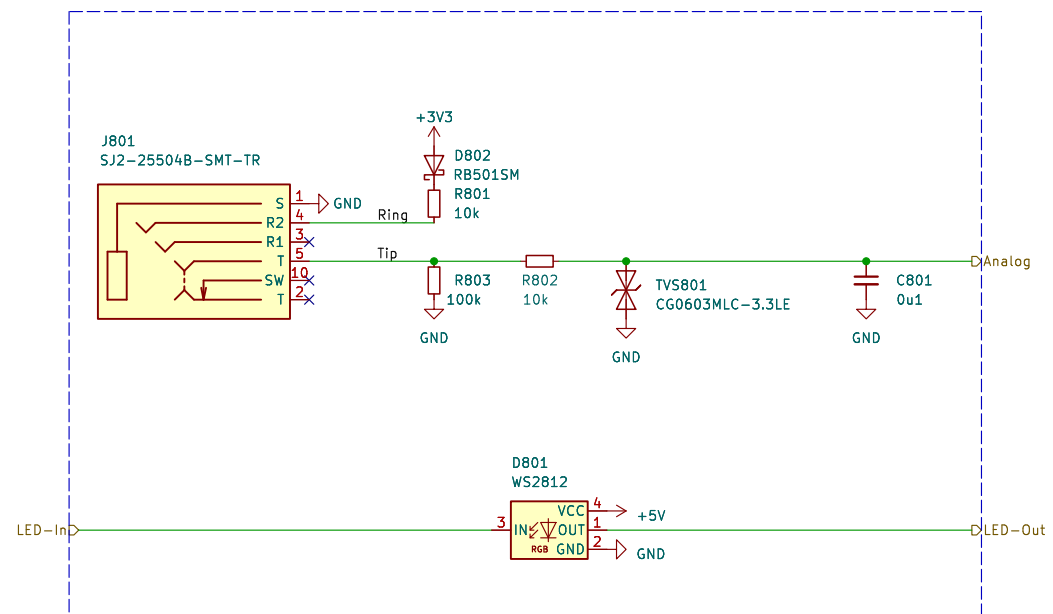 +3V3
J801
SJ2-25504B-SMT-TR
D802
RB501SM
R801
10k
S
1
GND
R2
4
Ring
R1
3
T
5
Tip
SW
10
T
2
R803
100k
GND
R802
10k
TVS801
CG0603MLC-3.3LE
GND
C801
0u1
GND
Analog
D801
WS2812
LED-In
3
IN
RGB
VCC
4
+5V
OUT
1
GND
2
GND
LED-Out